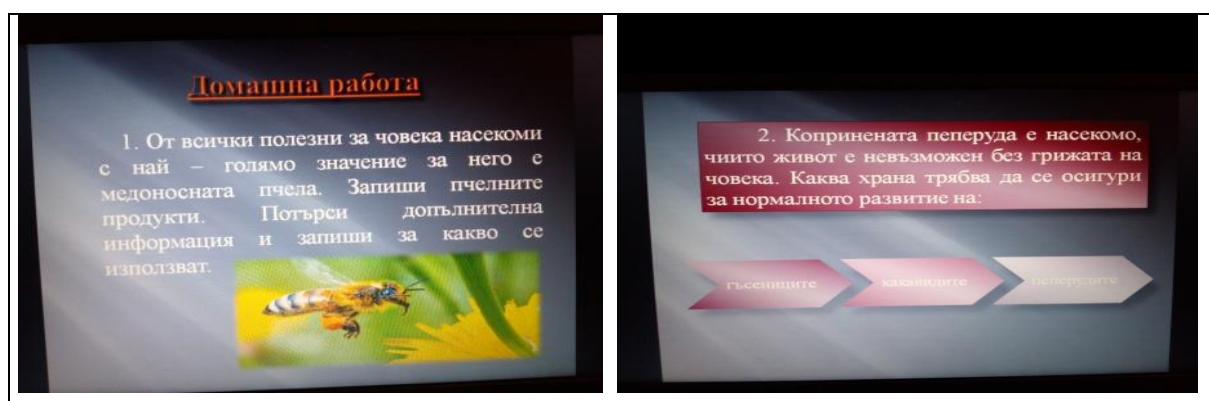 Домашна работа
1. От всички полезни за човека насекоми
с най – голямо значение за него е
медоносната пчела. Запиши пчелните
продукти. Потърси допълнителна
информация и запиши за какво се
използват.
2. Копринената пеперуда е насекомо,
чиито живот е невъзможен без грижата на
човека. Каква храна трябва да се осигури
за нормалното развитие на:
гъсениците
какавидите
пеперудите